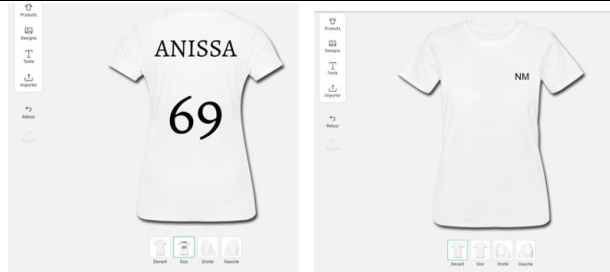 Produits
Designs
Texte
Importer
Retour
ANISSA
69
Devant
Dos
Droite
Gauche
Produits
Designs
Texte
Importer
Retour
NM
Devant
Dos
Droite
Gauche